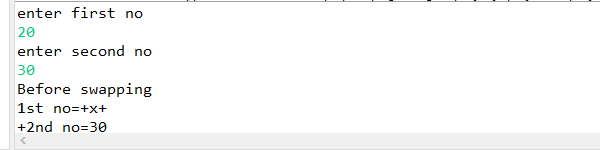 enter first no
20
enter second no
30
Before swapping
1st no=+x+
+2nd no=30